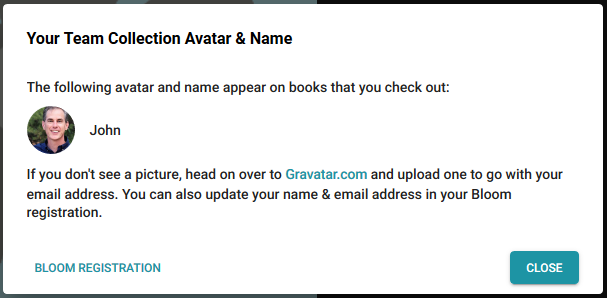 Your Team Collection Avatar & Name
The following avatar and name appear on books that you check out:
John
If you don't see a picture, head on over to Gravatar.com and upload one to go with your
email address. You can also update your name & email address in your Bloom
registration.
BLOOM REGISTRATION
CLOSE